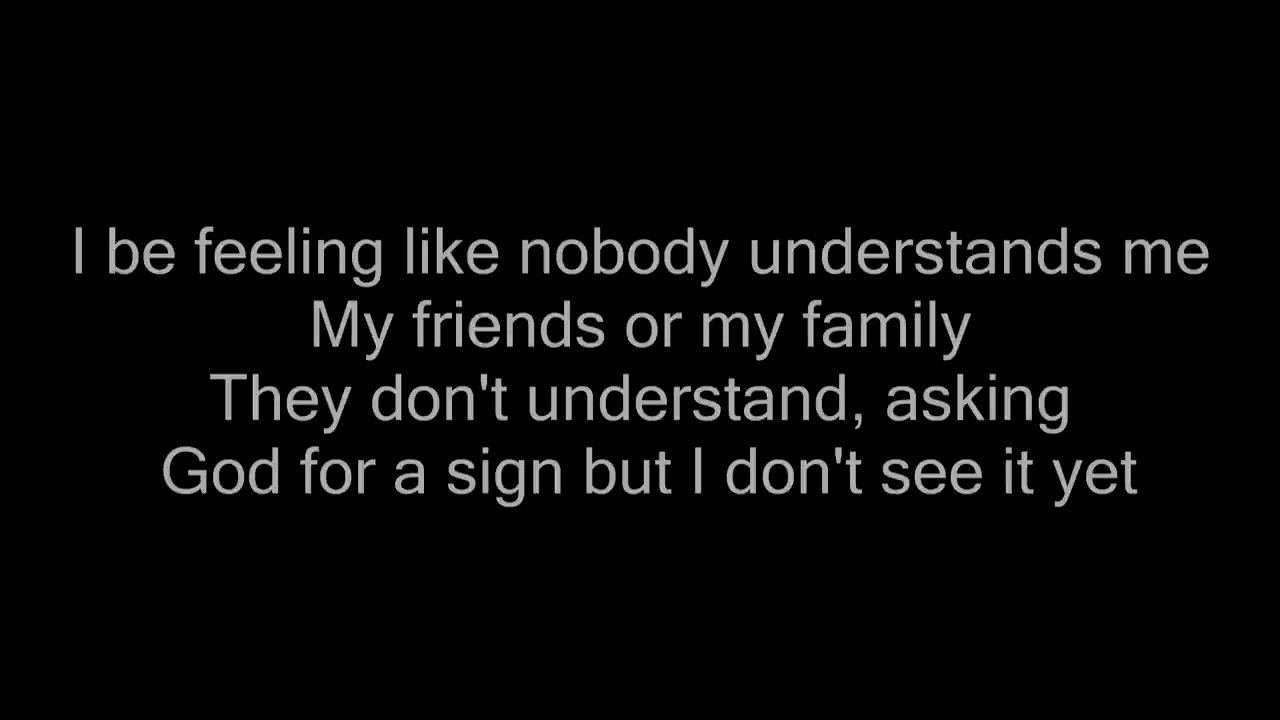 I be feeling like nobody understands me
My friends or my family
They don't understand, asking
God for a sign but I don't see it yet